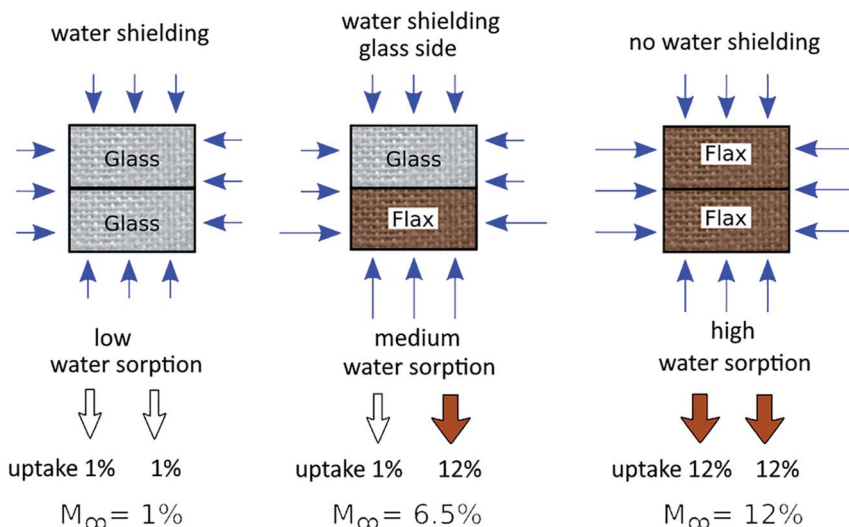 water shielding
Glass
Glass
low
water sorption
uptake 1% 1%
M∞= 1%
water shielding
glass side
Glass
Flax
medium
water sorption
uptake 1% 12%
M∞= 6.5%
no water shielding
Flax
Flax
high
water sorption
uptake 12% 12%
M∞= 12%